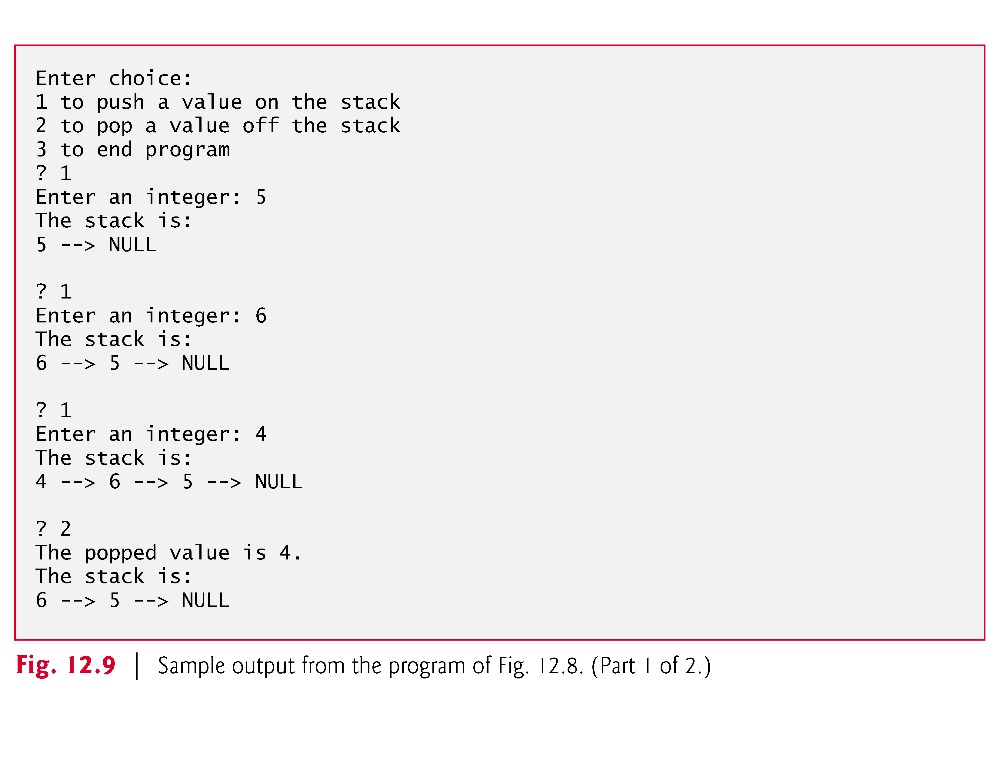 Enter choice:
1 to push a value on the stack
2 to pop a value off the stack
3 to end program
? 1
Enter an integer: 5
The stack is:
5 --> NULL
? 1
Enter an integer: 6
The stack is:
6 --> 5 --> NULL
? 1
Enter an integer: 4
The stack is:
4 --> 6 --> 5 --> NULL
? 2
The popped value is 4.
The stack is:
6 --> 5 --> NULL
Fig. 12.9 | Sample output from the program of Fig. 12.8. (Part 1 of 2.)